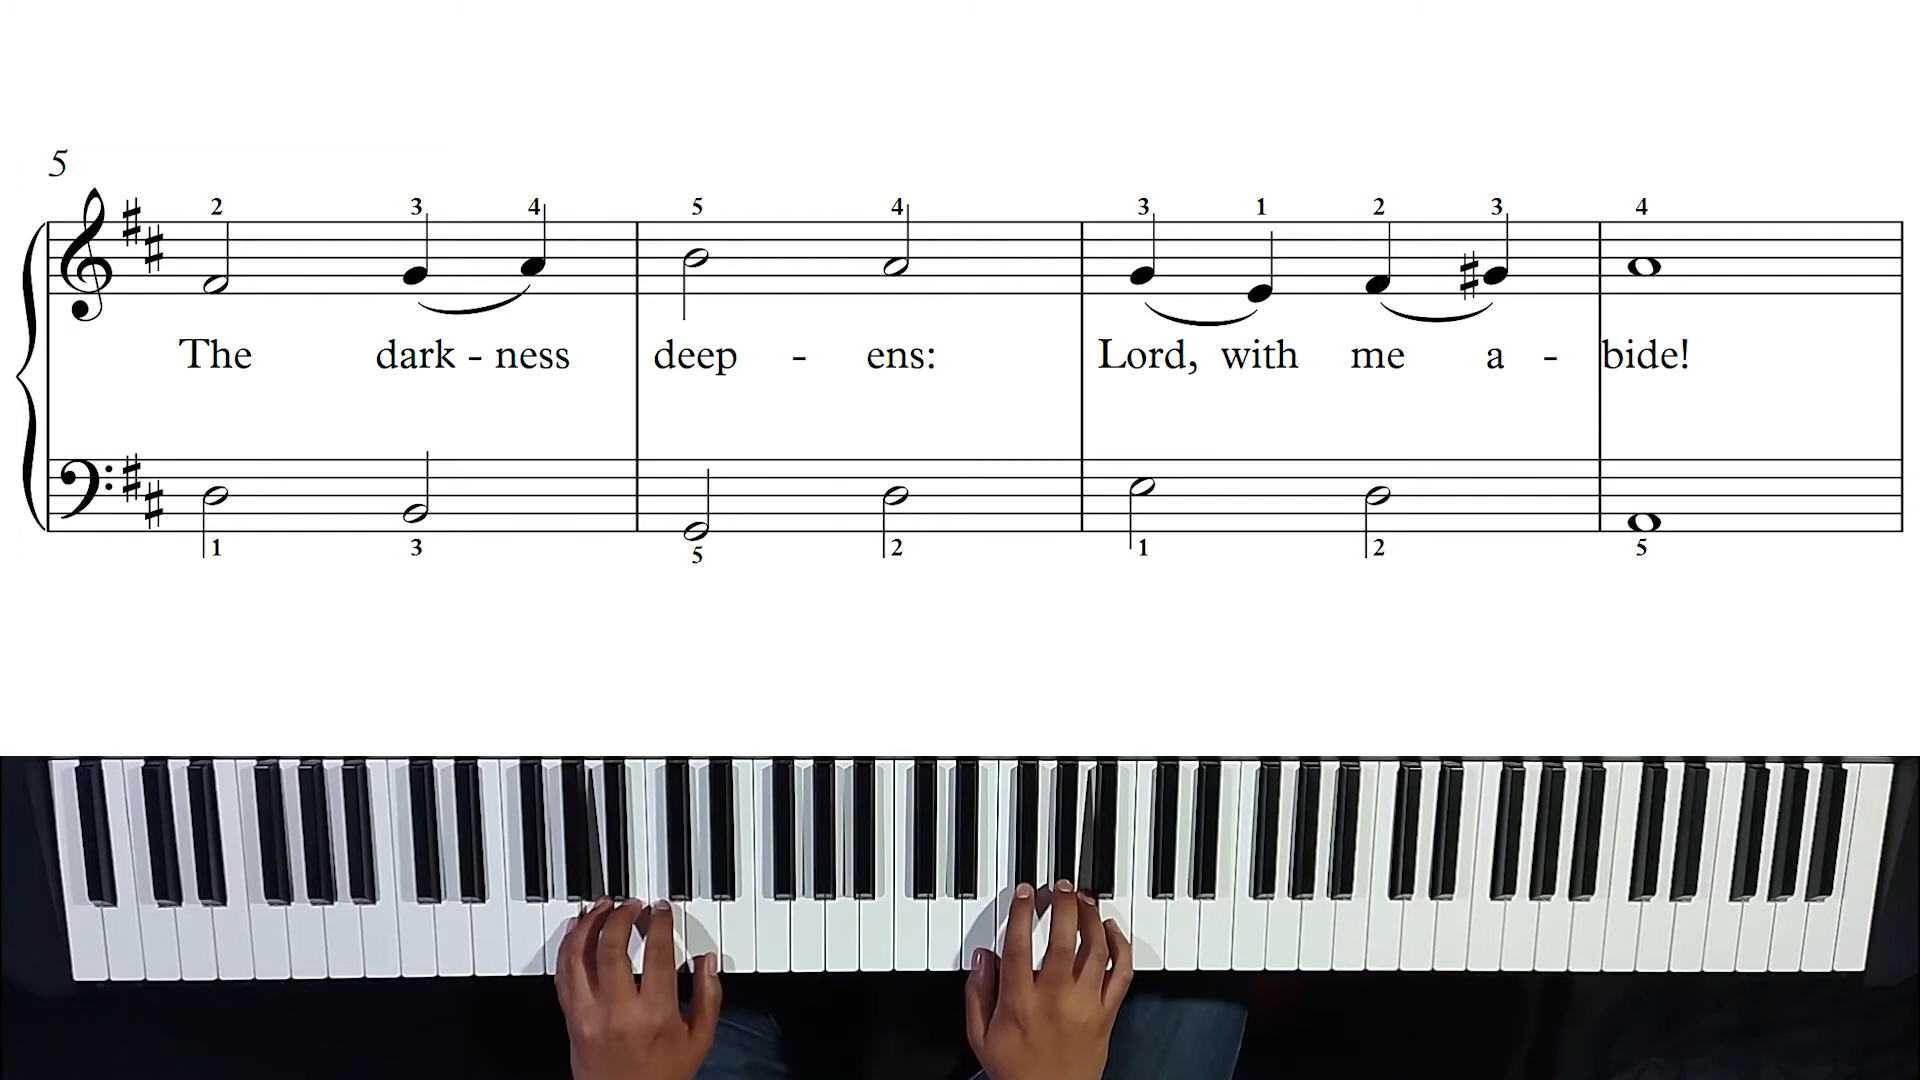 5
2 3 4 5 4 3 1 2 3 4
The dark - ness deep - ens: Lord, with me a - bide!
1 3 5 2 1 2 5